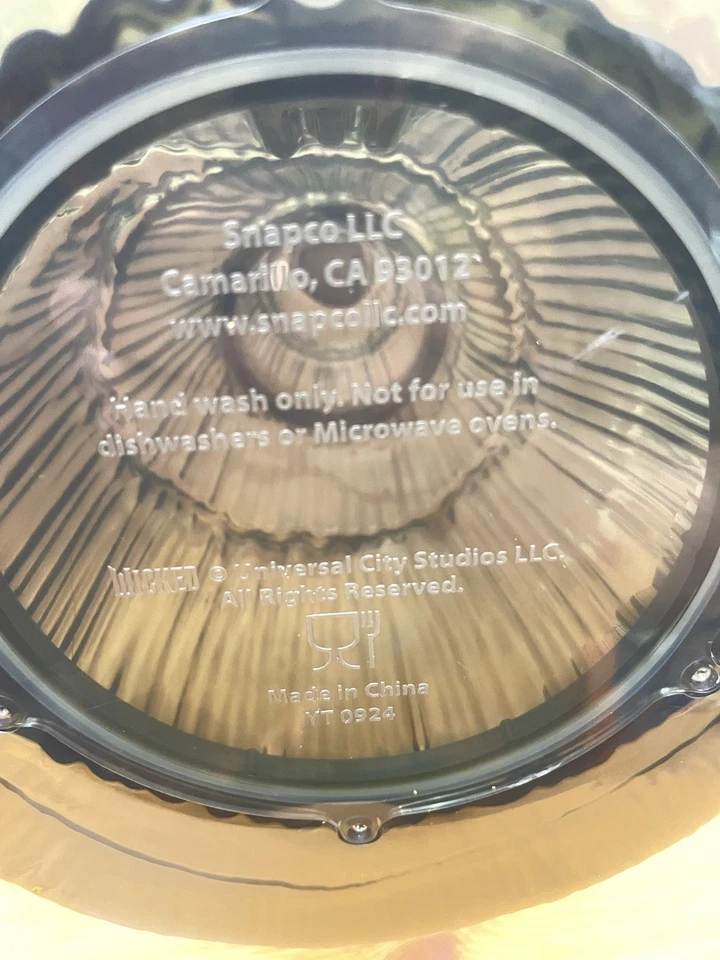 Snapco LLC
Camarillo, CA 93012
www.snapcollc.com
Hand wash only. Not for use in
dishwashers or Microwave ovens.
WICKED © Universal City Studios LLC.
All Rights Reserved.
Made in China
YT 0924